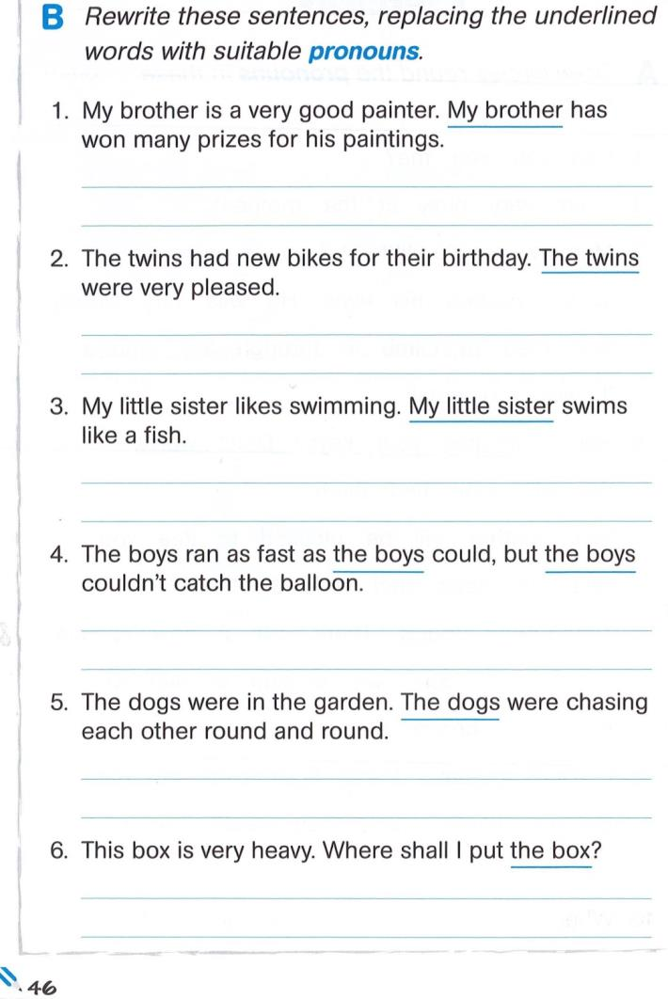 B Rewrite these sentences, replacing the underlined
words with suitable pronouns.
1. My brother is a very good painter. My brother has
won many prizes for his paintings.
2. The twins had new bikes for their birthday. The twins
were very pleased.
3. My little sister likes swimming. My little sister swims
like a fish.
4. The boys ran as fast as the boys could, but the boys
couldn't catch the balloon.
5. The dogs were in the garden. The dogs were chasing
each other round and round.
6. This box is very heavy. Where shall I put the box?
46